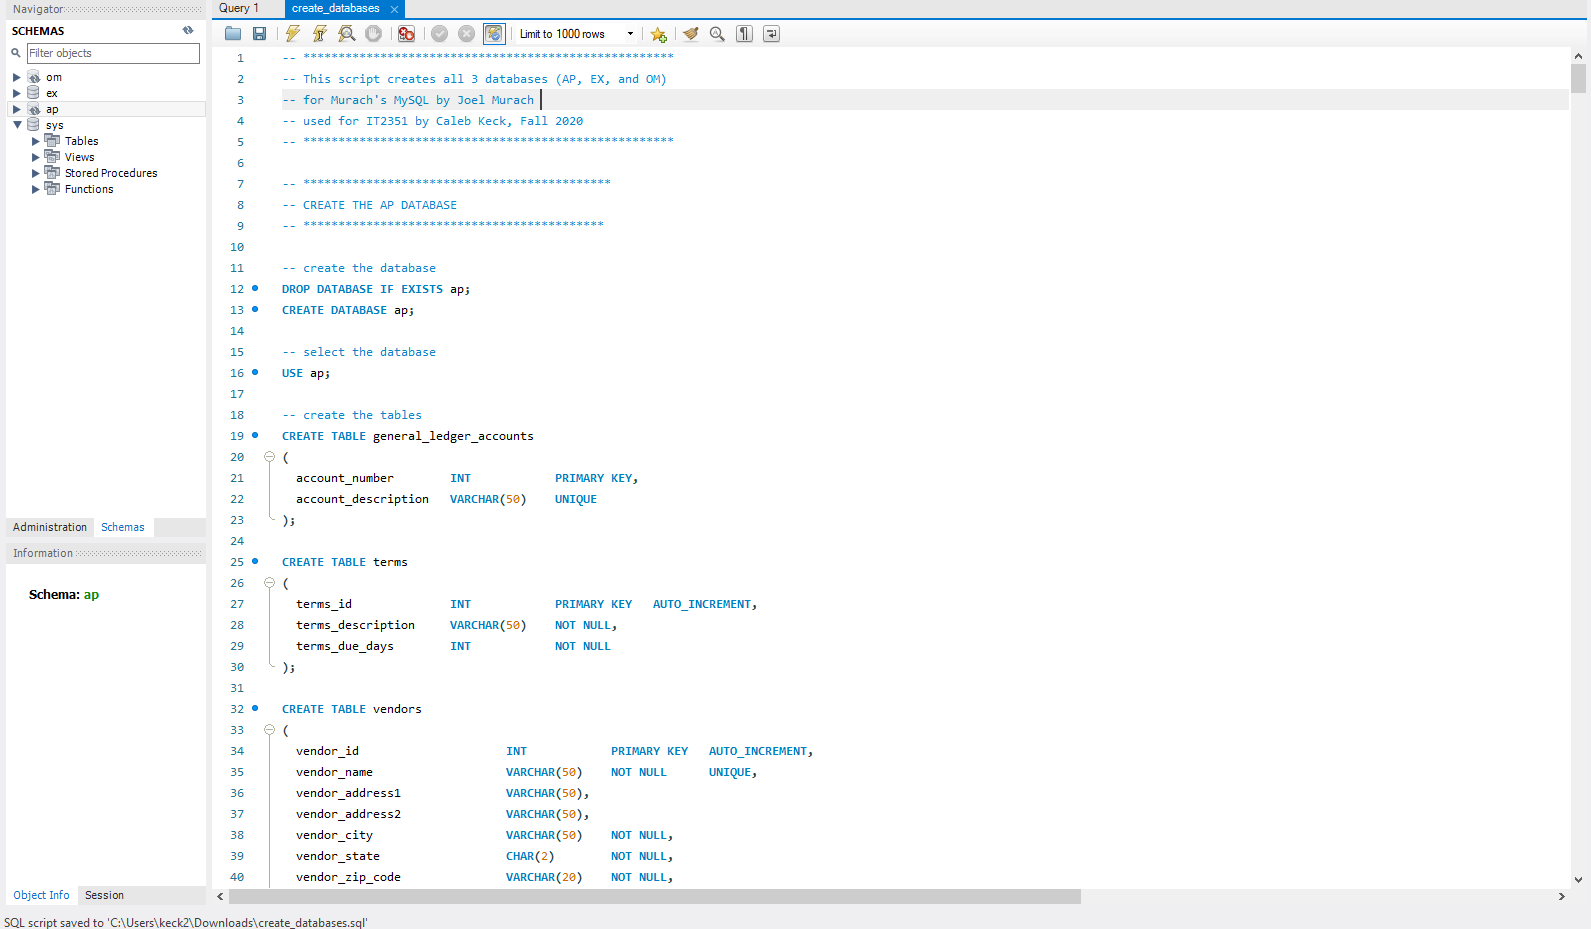 Navigator
SCHEMAS
Filter objects
om
ex
ap
sys
Tables
Views
Stored Procedures
Functions
Administration
Schemas
Information
Schema: ap
Object Info
Session
Query 1
create_databases
Limit to 1000 rows
1 -- *****************************************************
2 -- This script creates all 3 databases (AP, EX, and OM)
3 -- for Murach's MySQL by Joel Murach
4 -- used for IT2351 by Caleb Keck, Fall 2020
5 -- *****************************************************
6
7 -- ********************************************
8 -- CREATE THE AP DATABASE
9 -- *******************************************
10
11 -- create the database
12 DROP DATABASE IF EXISTS ap;
13 CREATE DATABASE ap;
14
15 -- select the database
16 USE ap;
17
18 -- create the tables
19 CREATE TABLE general_ledger_accounts
20 (
21 account_number INT PRIMARY KEY,
22 account_description VARCHAR(50) UNIQUE
23 );
24
25 CREATE TABLE terms
26 (
27 terms_id INT PRIMARY KEY AUTO_INCREMENT,
28 terms_description VARCHAR(50) NOT NULL,
29 terms_due_days INT NOT NULL
30 );
31
32 CREATE TABLE vendors
33 (
34 vendor_id INT PRIMARY KEY AUTO_INCREMENT,
35 vendor_name VARCHAR(50) NOT NULL UNIQUE,
36 vendor_address1 VARCHAR(50),
37 vendor_address2 VARCHAR(50),
38 vendor_city VARCHAR(50) NOT NULL,
39 vendor_state CHAR(2) NOT NULL,
40 vendor_zip_code VARCHAR(20) NOT NULL,
SQL script saved to 'C:\Users\keck2\Downloads\create_databases.sql'